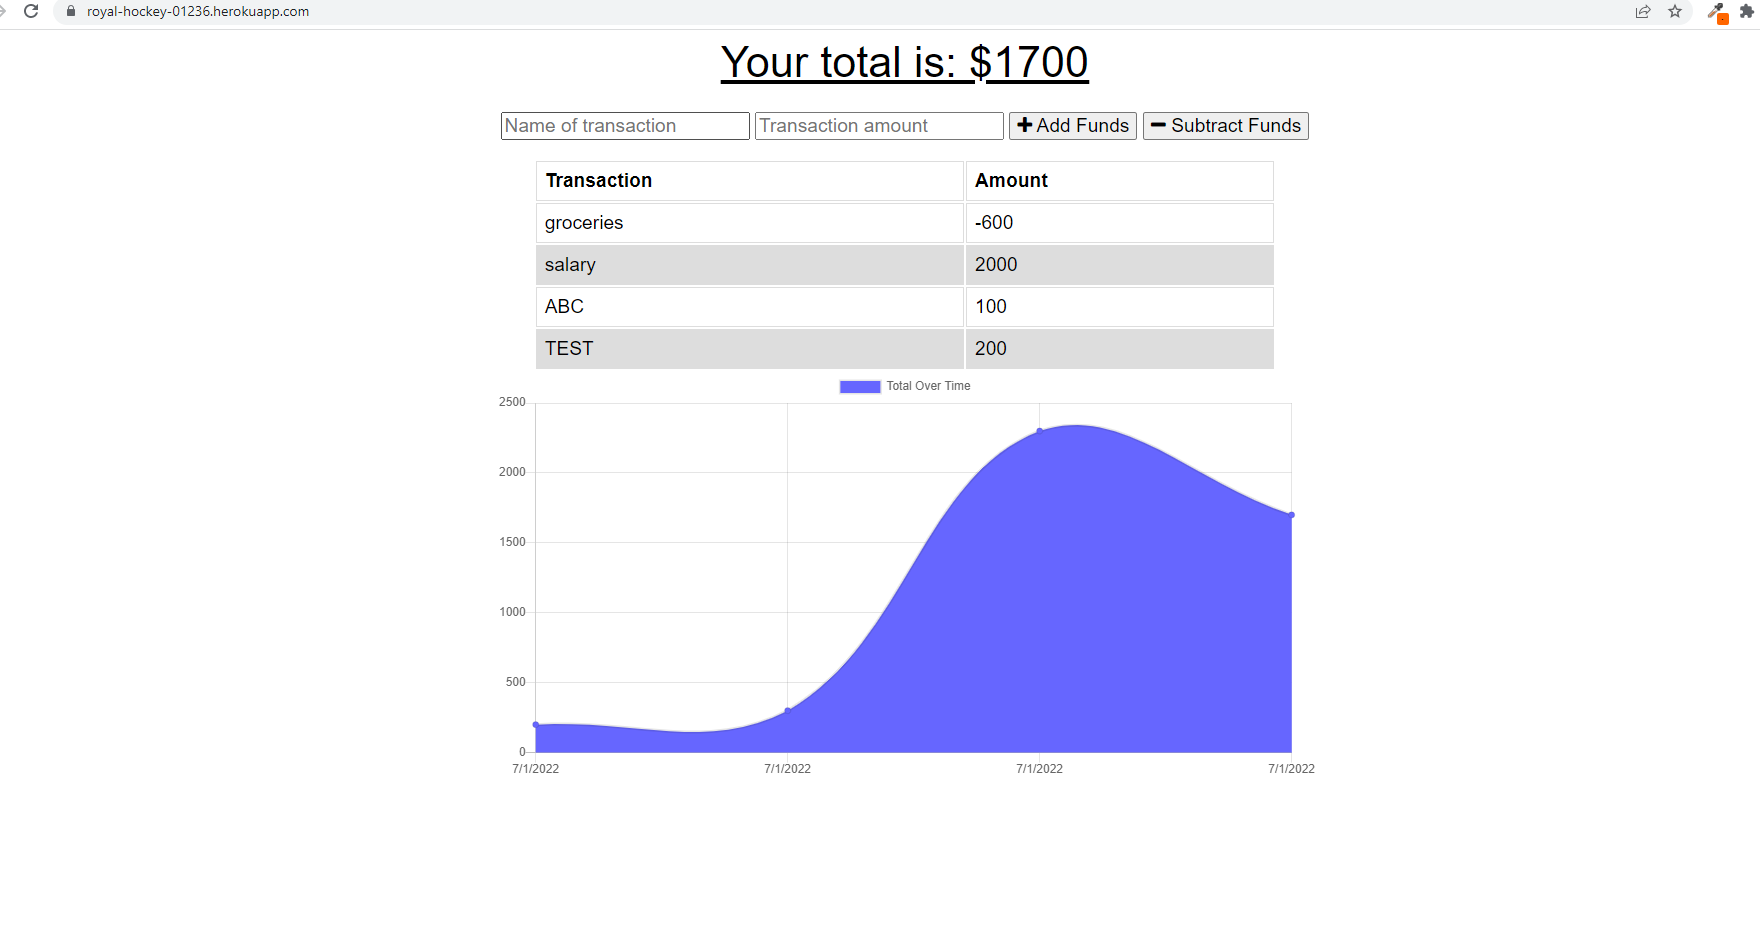 royal-hockey-01236.herokuapp.com
Your total is: $1700
Name of transaction Transaction amount Add Funds Subtract Funds
Transaction Amount
groceries -600
salary 2000
ABC 100
TEST 200
Total Over Time
2500
2000
1500
1000
500
0
7/1/2022 7/1/2022 7/1/2022 7/1/2022